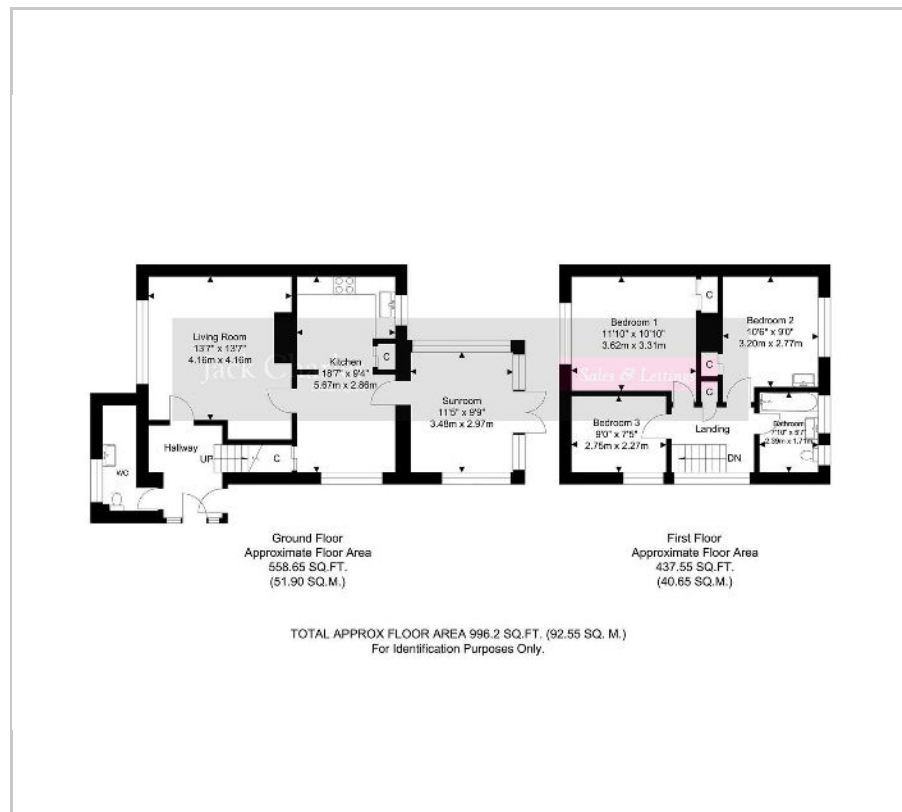 Living Room
13'7" x 13'7"
4.16m x 4.16m
Kitchen
18'7" x 9'4"
5.67m x 2.86m
C
Sunroom
11'5" x 9'9"
3.48m x 2.97m
Hallway
UP
C
WC
Bedroom 1
11'10" x 10'10"
3.62m x 3.31m
C
Bedroom 2
10'6" x 9'0"
3.20m x 2.77m
C
C
Bedroom 3
9'0" x 7'5"
2.75m x 2.27m
Landing
DN
Bathroom
Jack
Sales & Lettings
Ground Floor
Approximate Floor Area
558.65 SQ.FT.
(51.90 SQ.M.)
First Floor
Approximate Floor Area
437.55 SQ.FT.
(40.65 SQ.M.)
TOTAL APPROX FLOOR AREA 996.2 SQ.FT. (92.55 SQ. M.)
For Identification Purposes Only.